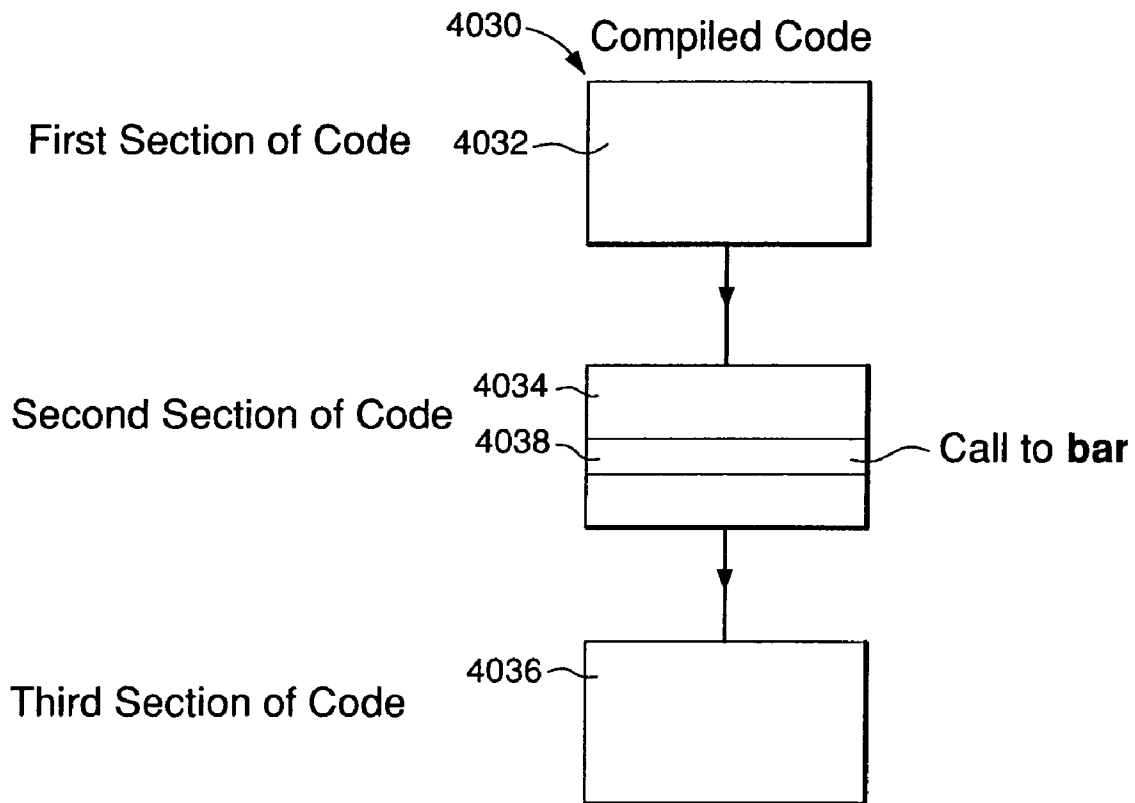 4030
Compiled Code
First Section of Code
4032
4034
Second Section of Code
4038
Call to bar
4036
Third Section of Code